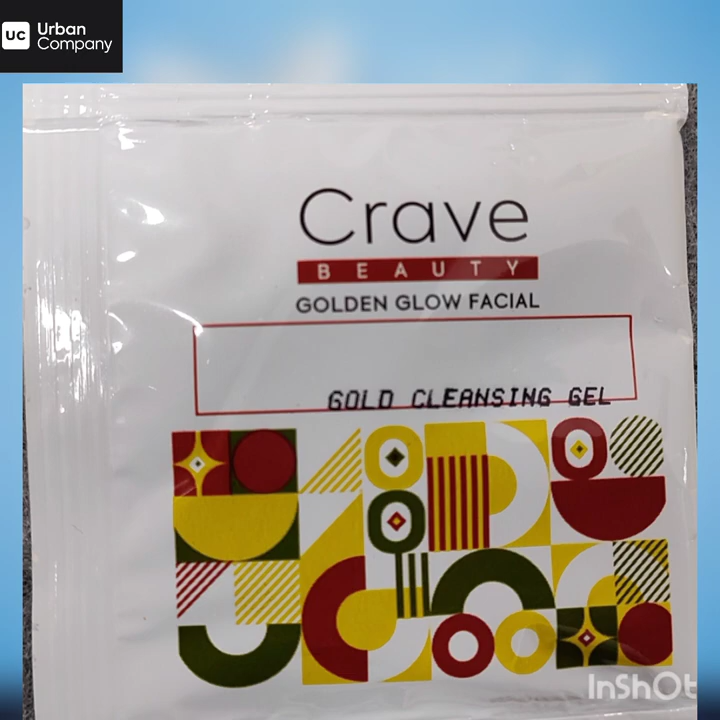 UC Urban
Company
Crave
BEAUTY
GOLDEN GLOW FACIAL
GOLD CLEANSING GEL
InShOt